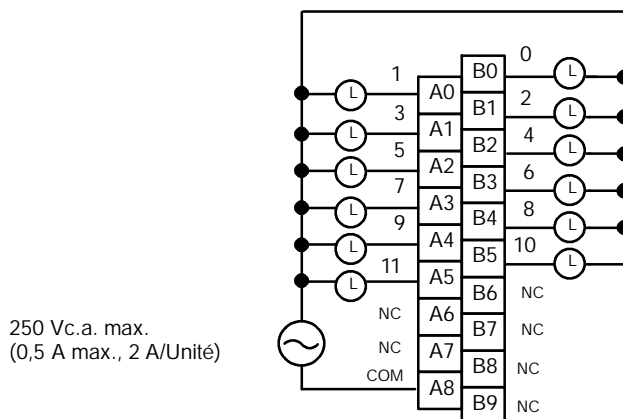 0
1 B0 L
L A0 2
3 B1 L
L A1 4
5 B2 L
L A2 6
7 B3 L
L A3 8
9 B4 L
L A4 10
11 B5 L
L A5 NC
NC A6 B6
B7 NC
250 Vc.a. max.
NC A7
(0,5 A max., 2 A/Unité)
B8 NC
COM A8
B9 NC